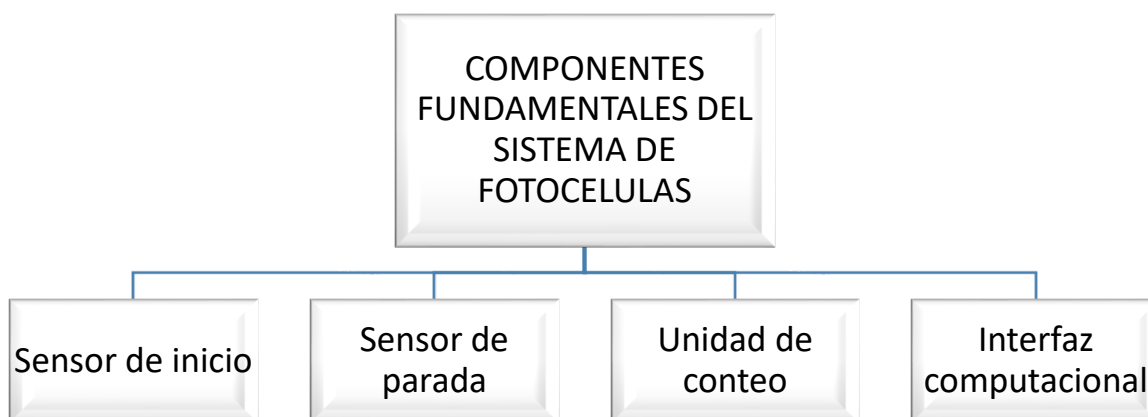 COMPONENTES
FUNDAMENTALES DEL
SISTEMA DE
FOTOCELULAS
Sensor de inicio
Sensor de
parada
Unidad de
conteo
Interfaz
computacional